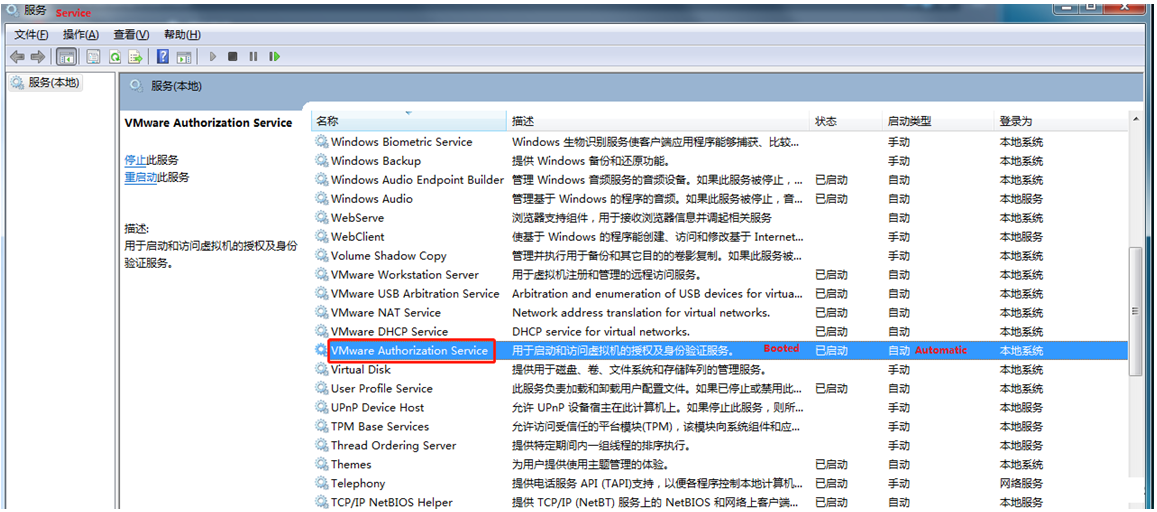 服务 Service
文件(F) 操作(A) 查看(V) 帮助(H)
服务(本地)
服务(本地)
VMware Authorization Service
停止此服务
重启动此服务
描述:
用于启动和访问虚拟机的授权及身份
验证服务。
名称 描述 状态 启动类型 登录为
Windows Biometric Service Windows 生物识别服务使客户端应用程序能够捕获、比较... 手动 本地系统
Windows Backup 提供 Windows 备份和还原功能。 手动 本地系统
Windows Audio Endpoint Builder 管理 Windows 音频服务的音频设备。如果此服务被停止，... 已启动 自动 本地系统
Windows Audio 管理基于 Windows 的程序的音频。如果此服务被停止，音... 已启动 自动 本地服务
WebServe 浏览器支持组件，用于接收浏览器信息并调起相关服务 自动 本地系统
WebClient 使基于 Windows 的程序能创建、访问和修改基于 Internet... 手动 本地服务
Volume Shadow Copy 管理并执行用于备份和其它目的的卷影复制。如果此服务被... 手动 本地系统
VMware Workstation Server 用于虚拟机注册和管理的远程访问服务。 已启动 自动 本地系统
VMware USB Arbitration Service Arbitration and enumeration of USB devices for virtua... 已启动 自动 本地系统
VMware NAT Service Network address translation for virtual networks. 已启动 自动 本地系统
VMware DHCP Service DHCP service for virtual networks. 已启动 自动 本地系统
VMware Authorization Service 用于启动和访问虚拟机的授权及身份验证服务。 Booted 已启动 自动 Automatic 本地系统
Virtual Disk 提供用于磁盘、卷、文件系统和存储阵列的管理服务。 手动 本地系统
User Profile Service 此服务负责加载和卸载用户配置文件。如果已停止或禁用此... 已启动 自动 本地系统
UPnP Device Host 允许 UPnP 设备宿主在此计算机上。如果停止此服务，则所... 手动 本地服务
TPM Base Services 允许访问受信任的平台模块(TPM)，该模块向系统组件和应... 手动 本地服务
Thread Ordering Server 提供特定期间内一组线程的排序执行。 手动 本地服务
Themes 为用户提供使用主题管理的体验。 已启动 自动 本地系统
Telephony 提供电话服务 API (TAPI)支持，以便各程序控制本地计算机... 已启动 手动 网络服务
TCP/IP NetBIOS Helper 提供 TCP/IP (NetBT) 服务上的 NetBIOS 和网络上客户端... 已启动 自动 本地服务